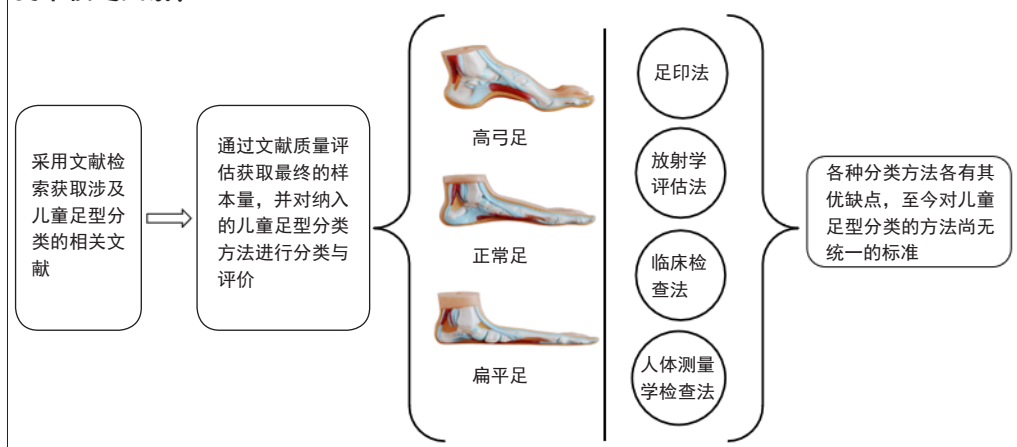 采用文献检
索获取涉及
儿童足型分
类的相关文
献
通过文献质量评
估获取最终的样
本量，并对纳入
的儿童足型分类
方法进行分类与
评价
高弓足
正常足
扁平足
足印法
放射学
评估法
临床检
查法
人体测量
学检查法
各种分类方法各有其
优缺点，至今对儿童
足型分类的方法尚无
统一的标准